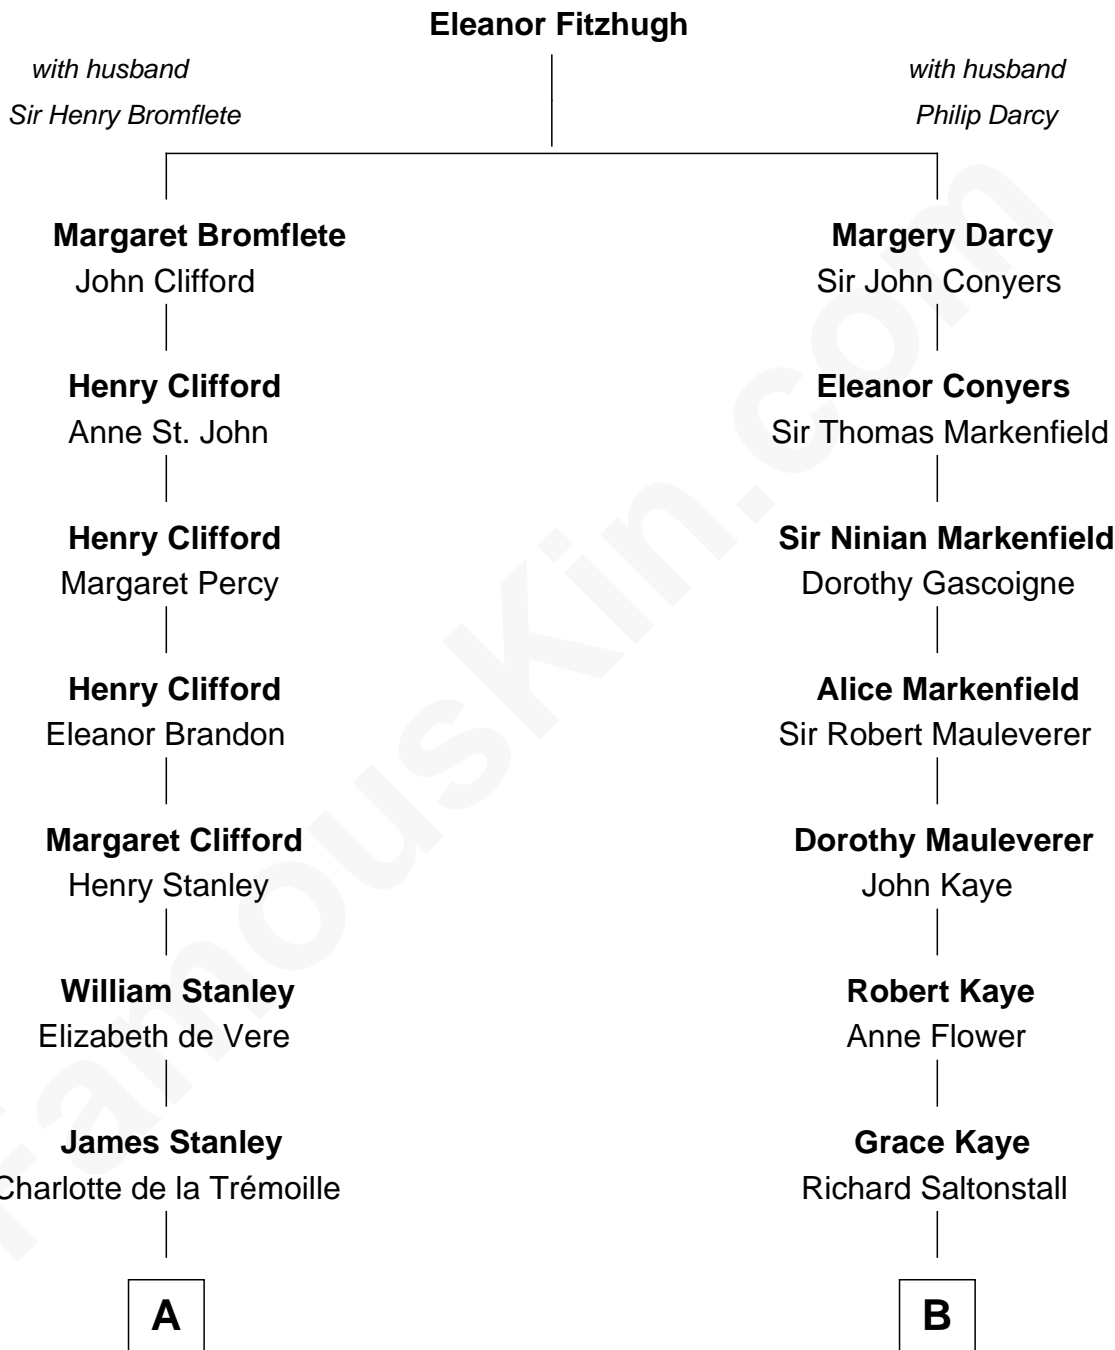 Eleanor Fitzhugh
with husband
Sir Henry Bromflete
with husband
Philip Darcy
Margaret Bromflete
John Clifford
Margery Darcy
Sir John Conyers
Henry Clifford
Anne St. John
Eleanor Conyers
Sir Thomas Markenfield
Henry Clifford
Margaret Percy
Sir Ninian Markenfield
Dorothy Gascoigne
Henry Clifford
Eleanor Brandon
Alice Markenfield
Sir Robert Mauleverer
Margaret Clifford
Henry Stanley
Dorothy Mauleverer
John Kaye
William Stanley
Elizabeth de Vere
Robert Kaye
Anne Flower
James Stanley
Charlotte de la Trémoille
Grace Kaye
Richard Saltonstall
A
B
FamousKin.com